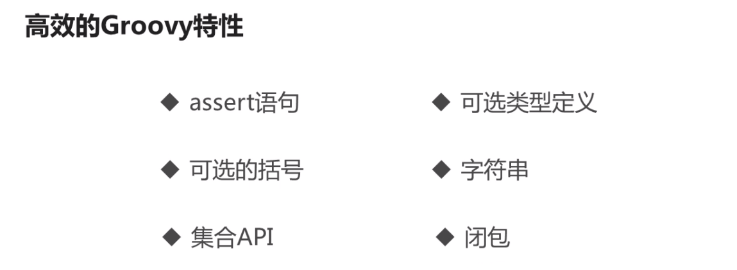 高效的Groovy特性
◆ assert语句
◆ 可选类型定义
◆ 可选的括号
◆ 字符串
◆ 集合API
◆ 闭包